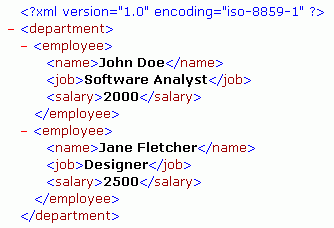 <?xml version="1.0" encoding="iso-8859-1" ?>
- <department>
- <employee>
<name>John Doe</name>
<job>Software Analyst</job>
<salary>2000</salary>
</employee>
- <employee>
<name>Jane Fletcher</name>
<job>Designer</job>
<salary>2500</salary>
</employee>
</department>